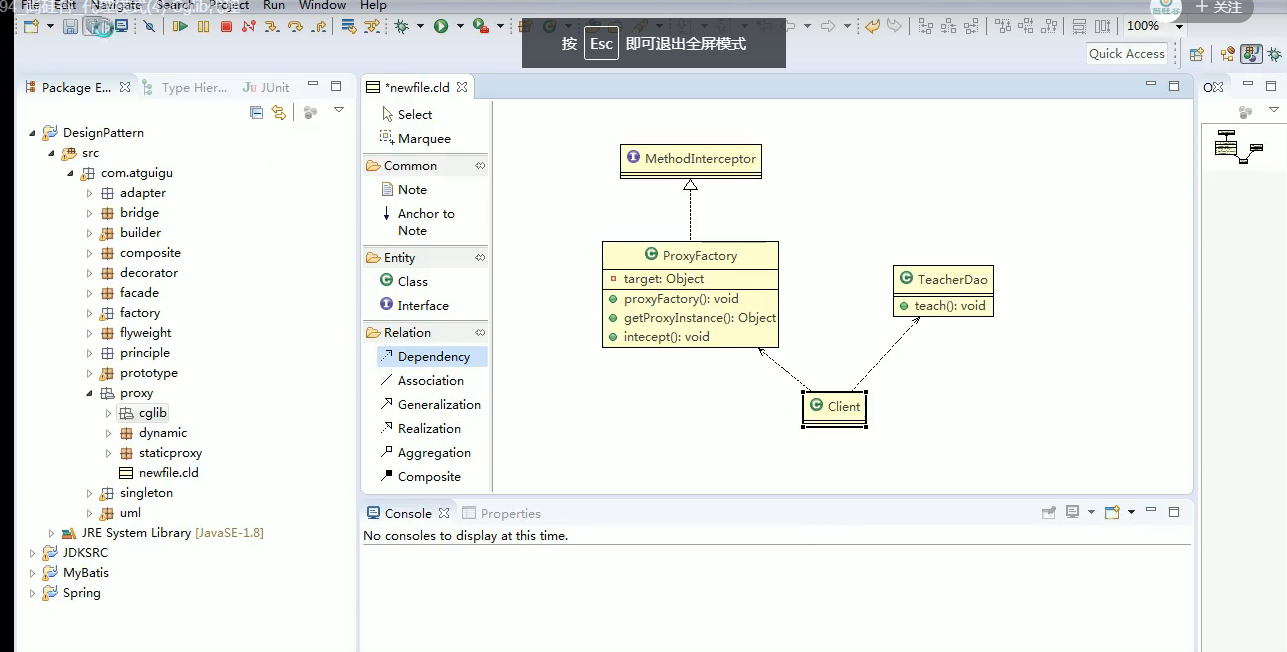 File Edit Navigate Search Project Run Window Help
+ 关注
按 Esc 即可退出全屏模式
100%
Quick Access
Package E...
Type Hier...
JUnit
DesignPattern
src
com.atguigu
adapter
bridge
builder
composite
decorator
facade
factory
flyweight
principle
prototype
proxy
cglib
dynamic
staticproxy
newfile.cld
singleton
uml
JRE System Library [JavaSE-1.8]
JDKSRC
MyBatis
Spring
*newfile.cld
Select
Marquee
Common
Note
Anchor to
Note
Entity
Class
Interface
Relation
Dependency
Association
Generalization
Realization
Aggregation
Composite
MethodInterceptor
ProxyFactory
target: Object
proxyFactory(): void
getProxyInstance(): Object
intecept(): void
TeacherDao
teach(): void
Client
Console
Properties
No consoles to display at this time.